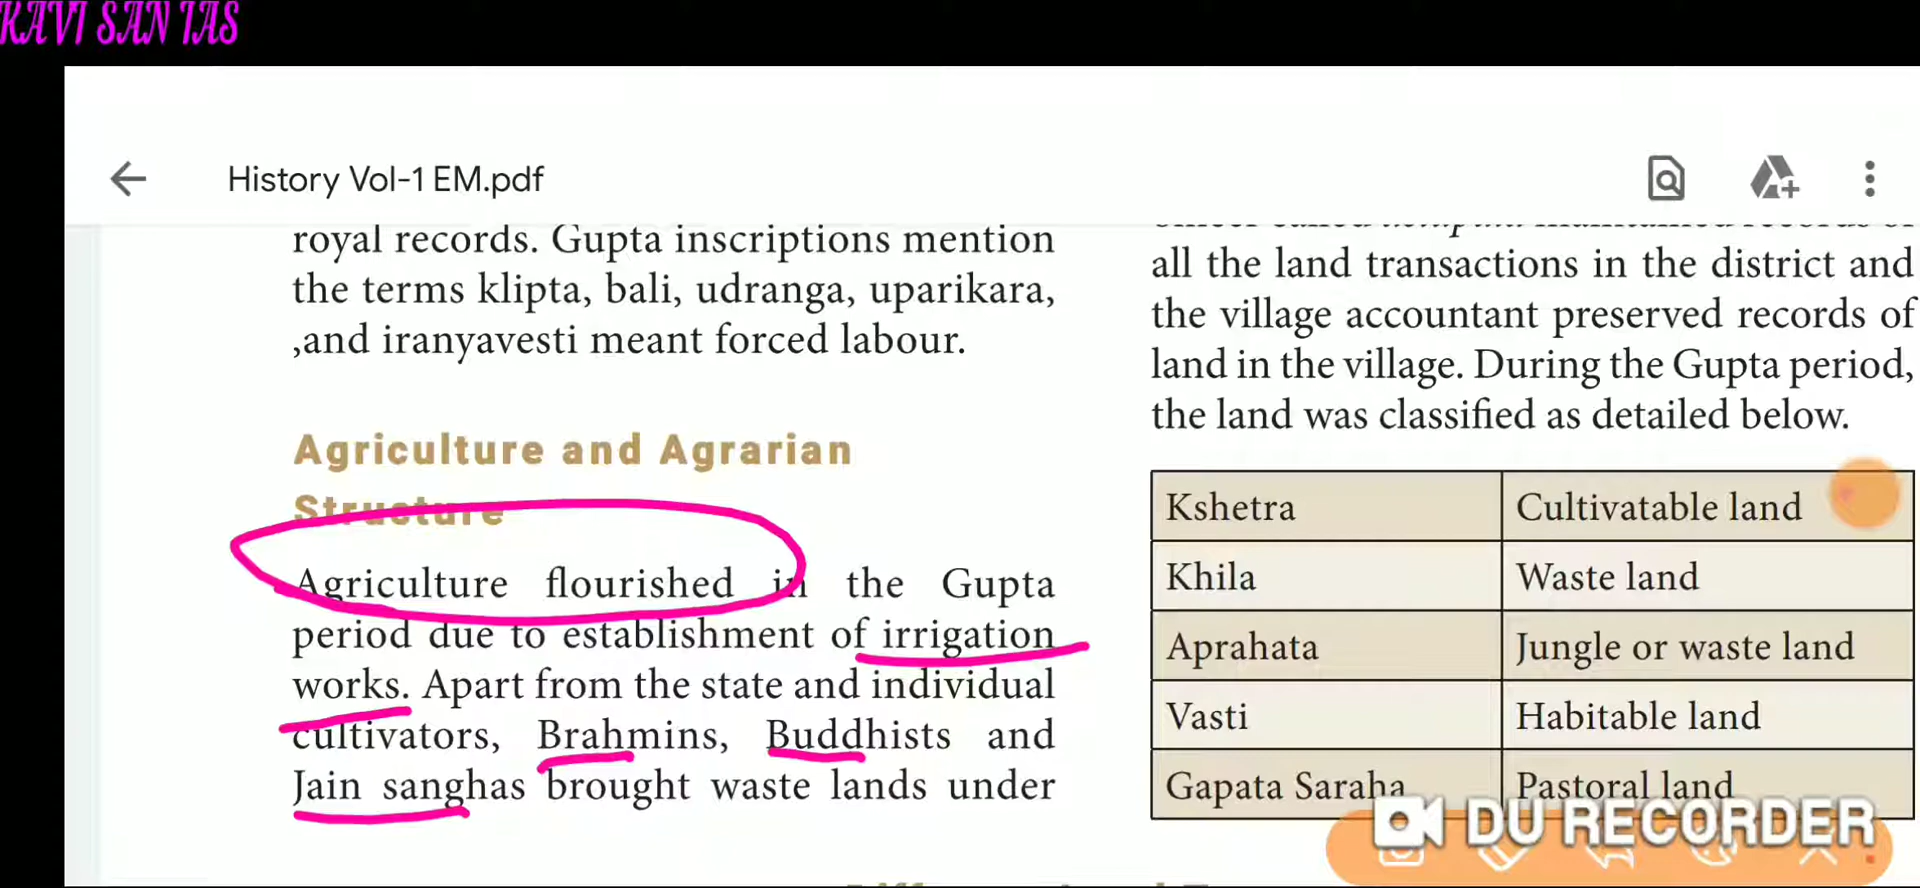 KAVI SAN IAS
History Vol-1 EM.pdf
royal records. Gupta inscriptions mention
the terms klipta, bali, udranga, uparikara,
,and iranyavesti meant forced labour.
Agriculture and Agrarian
Structure
Agriculture flourished in the Gupta
period due to establishment of irrigation
works. Apart from the state and individual
cultivators, Brahmins, Buddhists and
Jain sanghas brought waste lands under
all the land transactions in the district and
the village accountant preserved records of
land in the village. During the Gupta period,
the land was classified as detailed below.
Kshetra Cultivatable land
Khila Waste land
Aprahata Jungle or waste land
Vasti Habitable land
Gapata Saraha Pastoral land
DU RECORDER